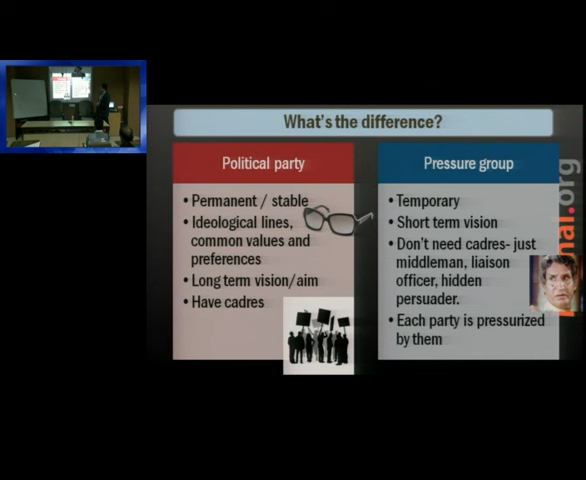 What's the difference?
Political party
• Permanent / stable
• Ideological lines,
common values and
preferences
• Long term vision/aim
• Have cadres
Pressure group
• Temporary
• Short term vision
• Don't need cadres- just
middleman, liaison
officer, hidden
persuader.
• Each party is pressurized
by them
nal.org